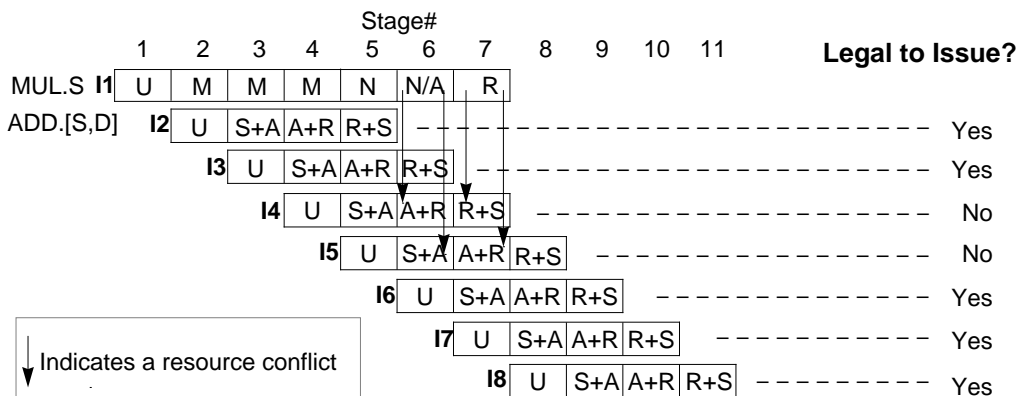 Stage#
1 2 3 4 5 6 7 8 9 10 11 Legal to Issue?
MUL.S I1 U M M M N N/A R
ADD.[S,D] I2 U S+A A+R R+S Yes
I3 U S+A A+R R+S Yes
I4 U S+A A+R R+S No
I5 U S+A A+R R+S No
I6 U S+A A+R R+S Yes
I7 U S+A A+R R+S Yes
Indicates a resource conflict
I8 U S+A A+R R+S Yes